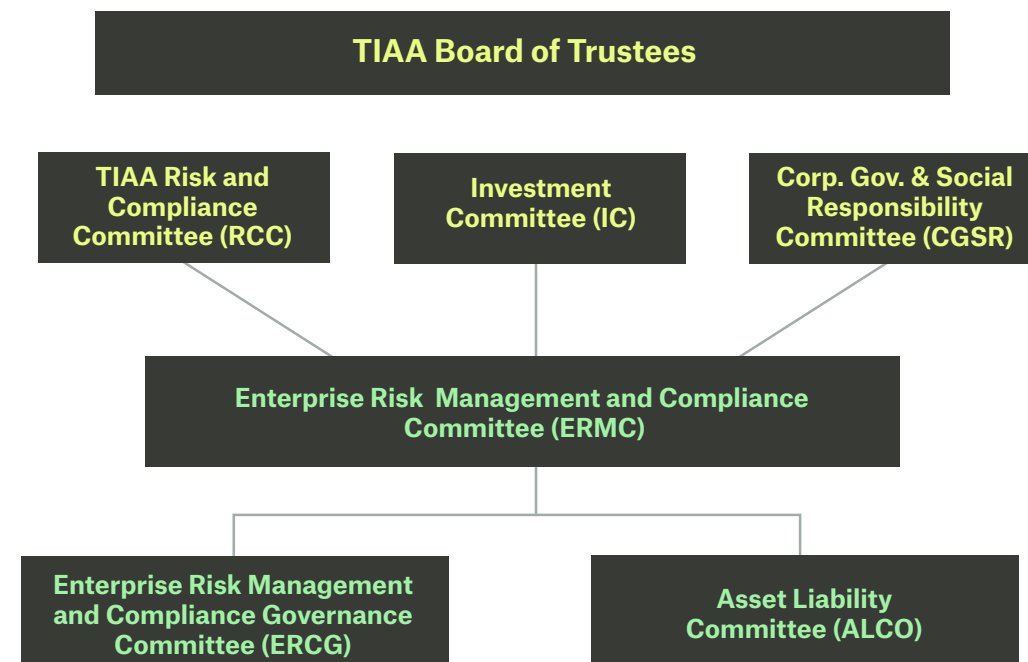 TIAA Board of Trustees
TIAA Risk and
Compliance
Committee (RCC)
Investment
Committee (IC)
Corp. Gov. & Social
Responsibility
Committee (CGSR)
Enterprise Risk Management and Compliance
Committee (ERMC)
Enterprise Risk Management
and Compliance Governance
Committee (ERCG)
Asset Liability
Committee (ALCO)